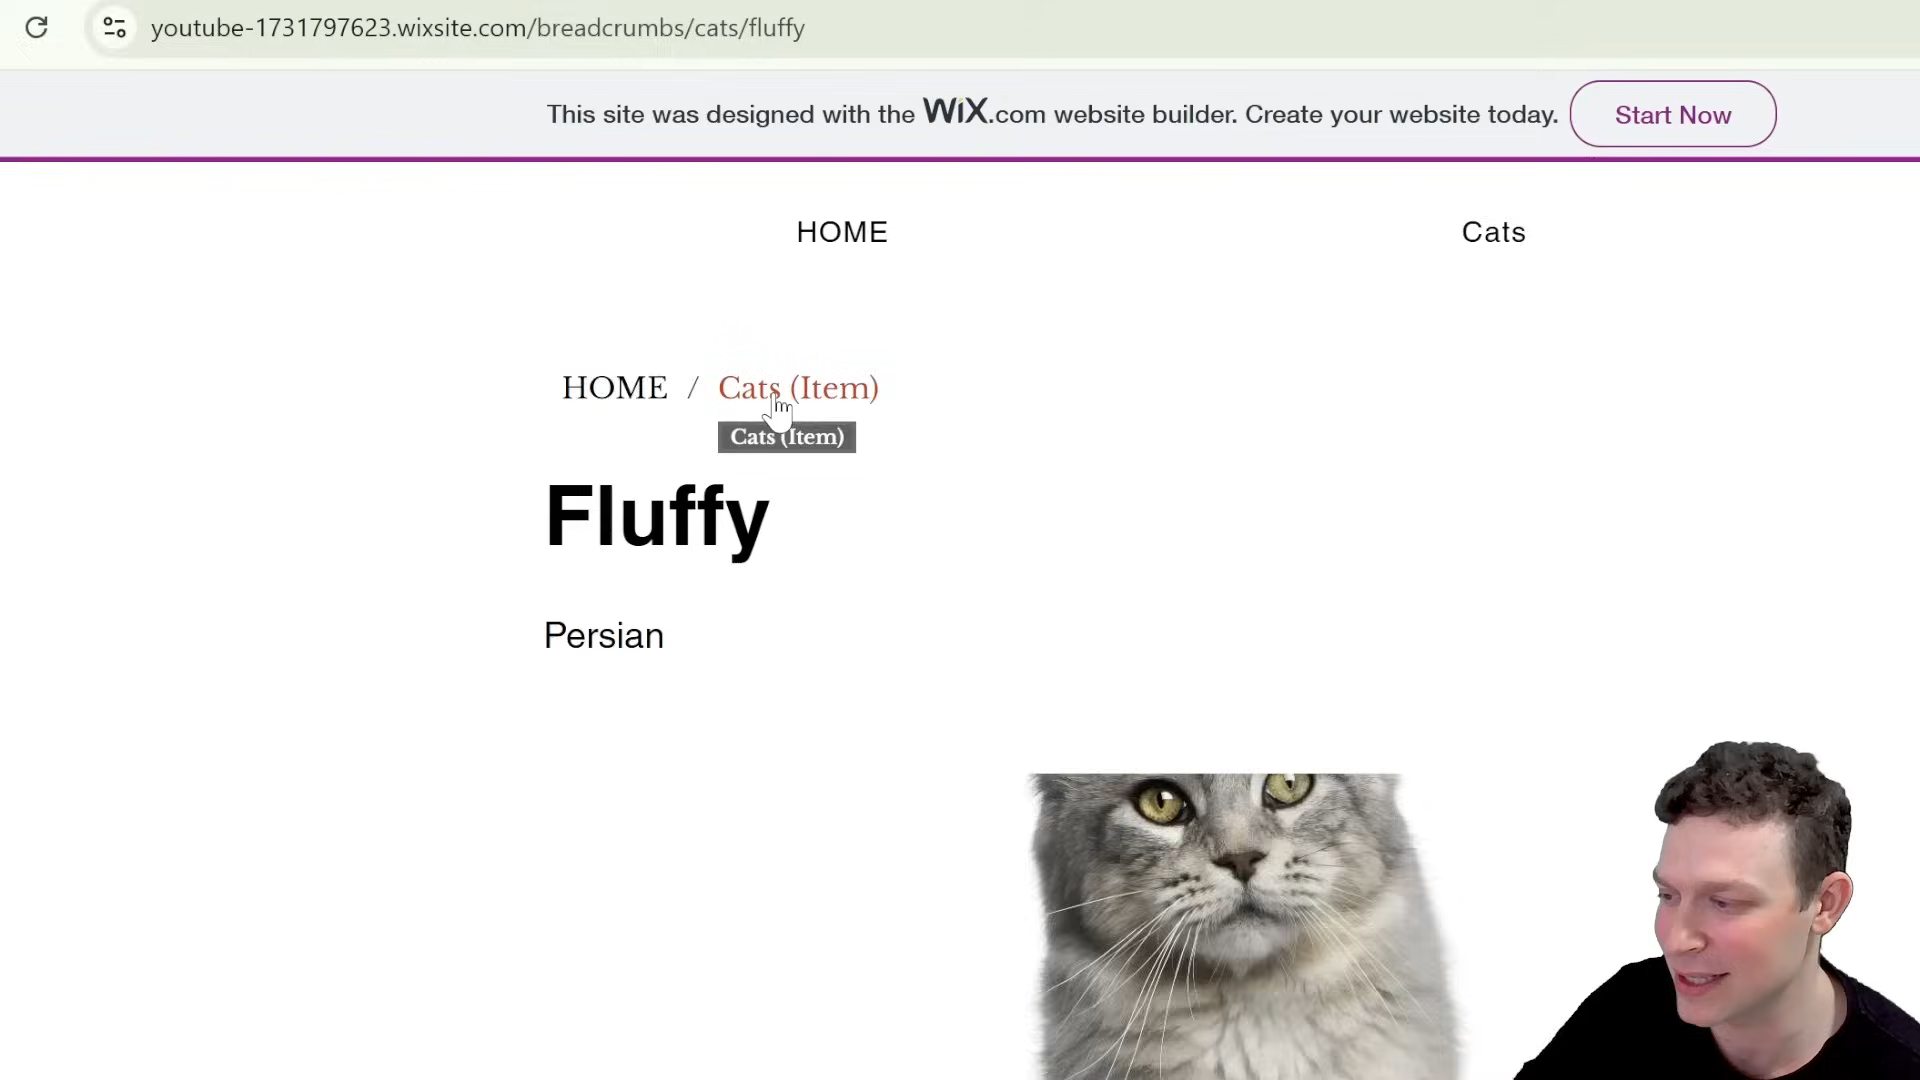 youtube-1731797623.wixsite.com/breadcrumbs/cats/fluffy
This site was designed with the WiX.com website builder. Create your website today. Start Now
HOME Cats
HOME / Cats (Item)
Cats (Item)
Fluffy
Persian